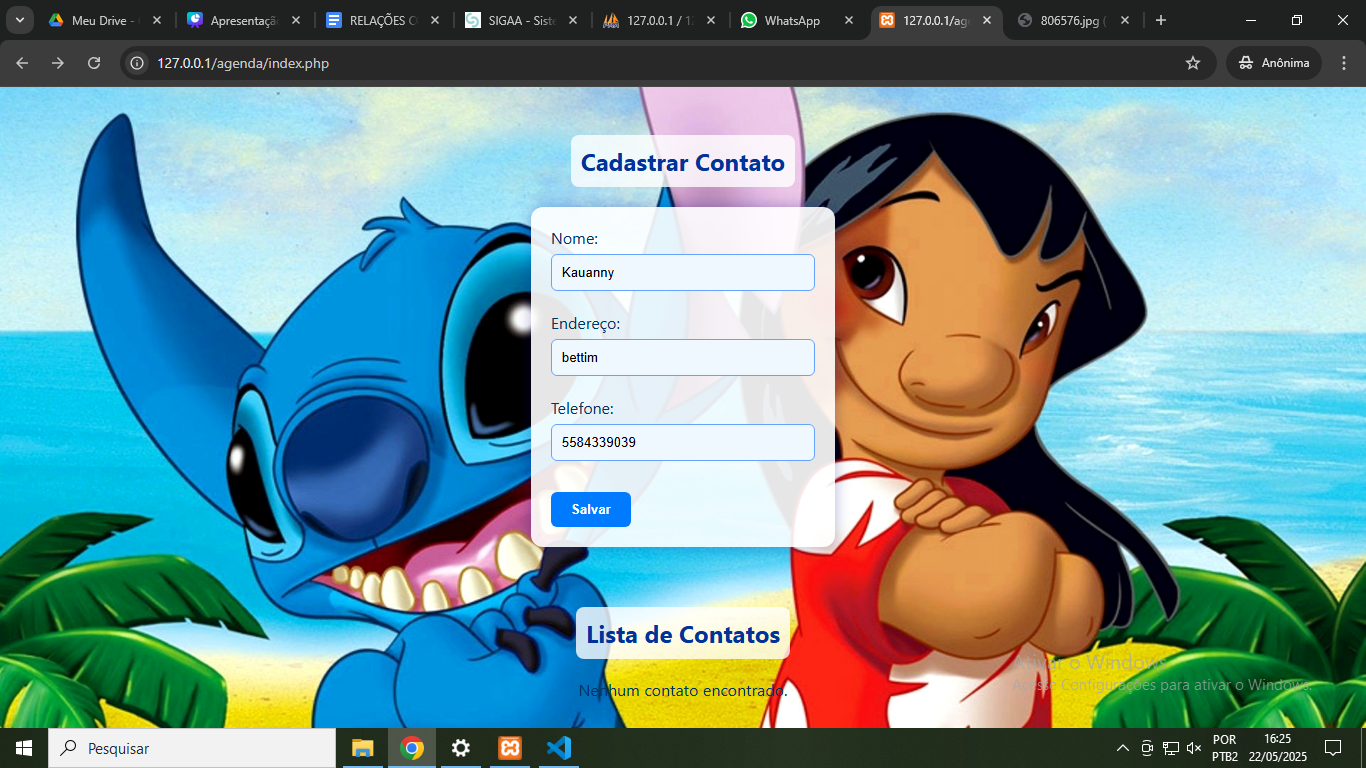 Meu Drive -
Apresentaçã
RELAÇÕES
SIGAA - Siste
127.0.0.1 / 12
WhatsApp
127.0.0.1/age
806576.jpg (
127.0.0.1/agenda/index.php
Anônima
Cadastrar Contato
Nome:
Kauanny
Endereço:
bettim
Telefone:
5584339039
Salvar
Lista de Contatos
Nenhum contato encontrado.
Ativar o Windows
Acesse Configurações para ativar o Windows.
Pesquisar
POR
PTB2
16:25
22/05/2025